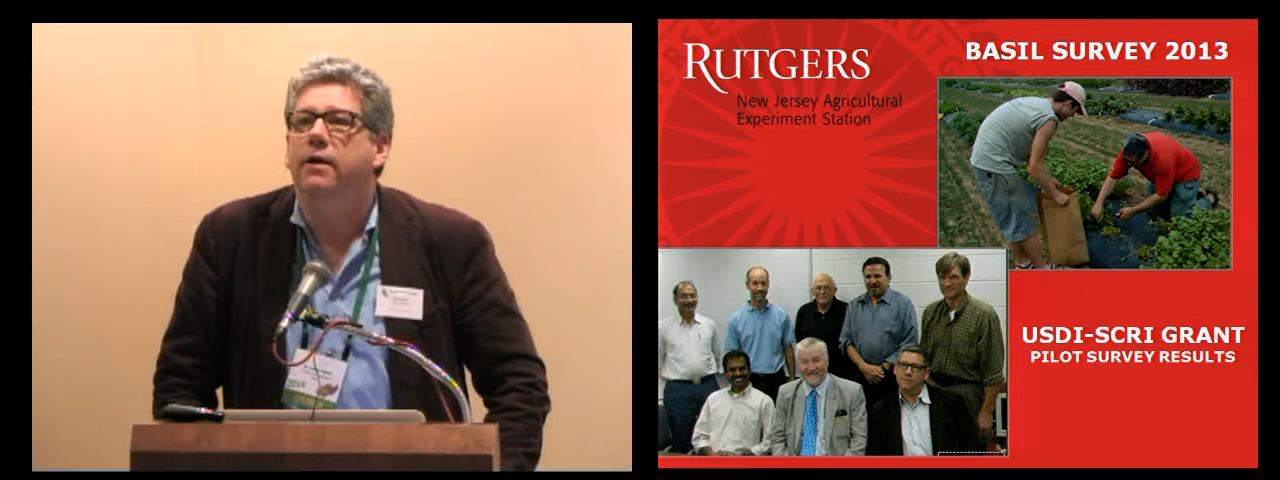 RUTGERS
New Jersey Agricultural
Experiment Station
BASIL SURVEY 2013
USDI-SCRI GRANT
PILOT SURVEY RESULTS